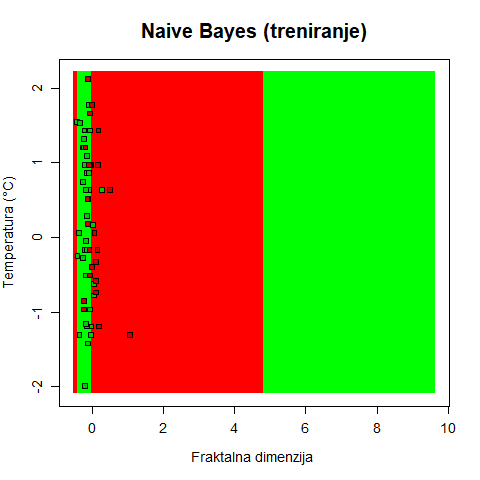 Naive Bayes (treniranje)
Temperatura (°C)
2
1
0
-1
-2
0 2 4 6 8 10
Fraktalna dimenzija